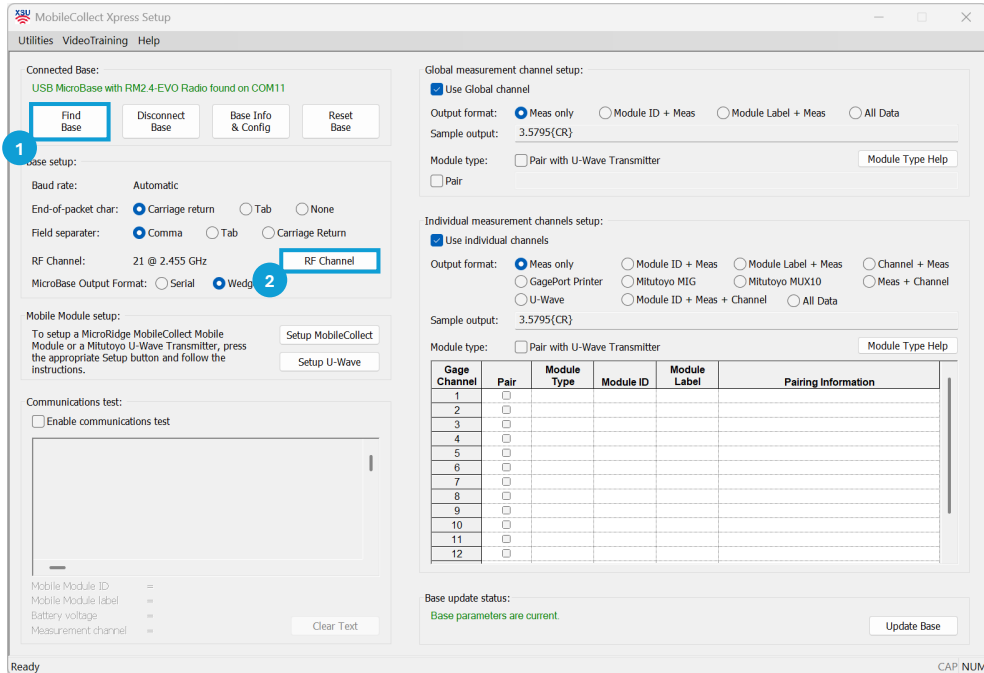 XSU MobileCollect Xpress Setup
Utilities VideoTraining Help
Connected Base:
USB MicroBase with RM2.4-EVO Radio found on COM11
Find Base
Disconnect Base
Base Info & Config
Reset Base
1
Base setup:
Baud rate: Automatic
End-of-packet char: Carriage return Tab None
Field separater: Comma Tab Carriage Return
RF Channel: 21 @ 2.455 GHz RF Channel
2
MicroBase Output Format: Serial Wedg
Mobile Module setup:
To setup a MicroRidge MobileCollect Mobile
Module or a Mitutoyo U-Wave Transmitter, press
the appropriate Setup button and follow the
instructions.
Setup MobileCollect
Setup U-Wave
Communications test:
Enable communications test
Mobile Module ID =
Mobile Module label =
Battery voltage =
Measurement channel =
Clear Text
Global measurement channel setup:
Use Global channel
Output format: Meas only Module ID + Meas Module Label + Meas All Data
Sample output: 3.5795{CR}
Module type: Pair with U-Wave Transmitter Module Type Help
Pair
Individual measurement channels setup:
Use individual channels
Output format: Meas only Module ID + Meas Module Label + Meas Channel + Meas
GagePort Printer Mitutoyo MIG Mitutoyo MUX10 Meas + Channel
U-Wave Module ID + Meas + Channel All Data
Sample output: 3.5795{CR}
Module type: Pair with U-Wave Transmitter Module Type Help
Gage Channel Pair Module Type Module ID Module Label Pairing Information
1
2
3
4
5
6
7
8
9
10
11
12
Base update status:
Base parameters are current.
Update Base
Ready
CAP NUM